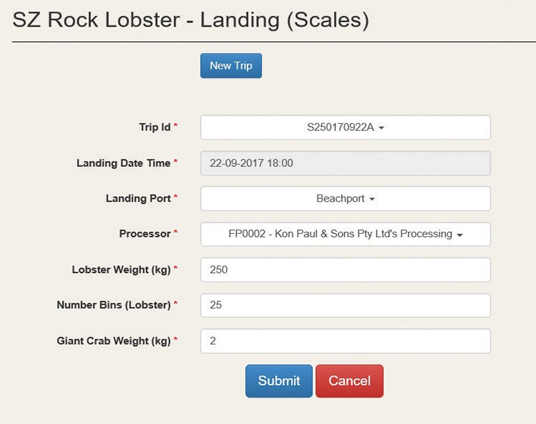 SZ Rock Lobster - Landing (Scales)
New Trip
Trip Id * S250170922A
Landing Date Time * 22-09-2017 18:00
Landing Port * Beachport
Processor * FP0002 - Kon Paul & Sons Pty Ltd's Processing
Lobster Weight (kg) * 250
Number Bins (Lobster) * 25
Giant Crab Weight (kg) * 2
Submit Cancel